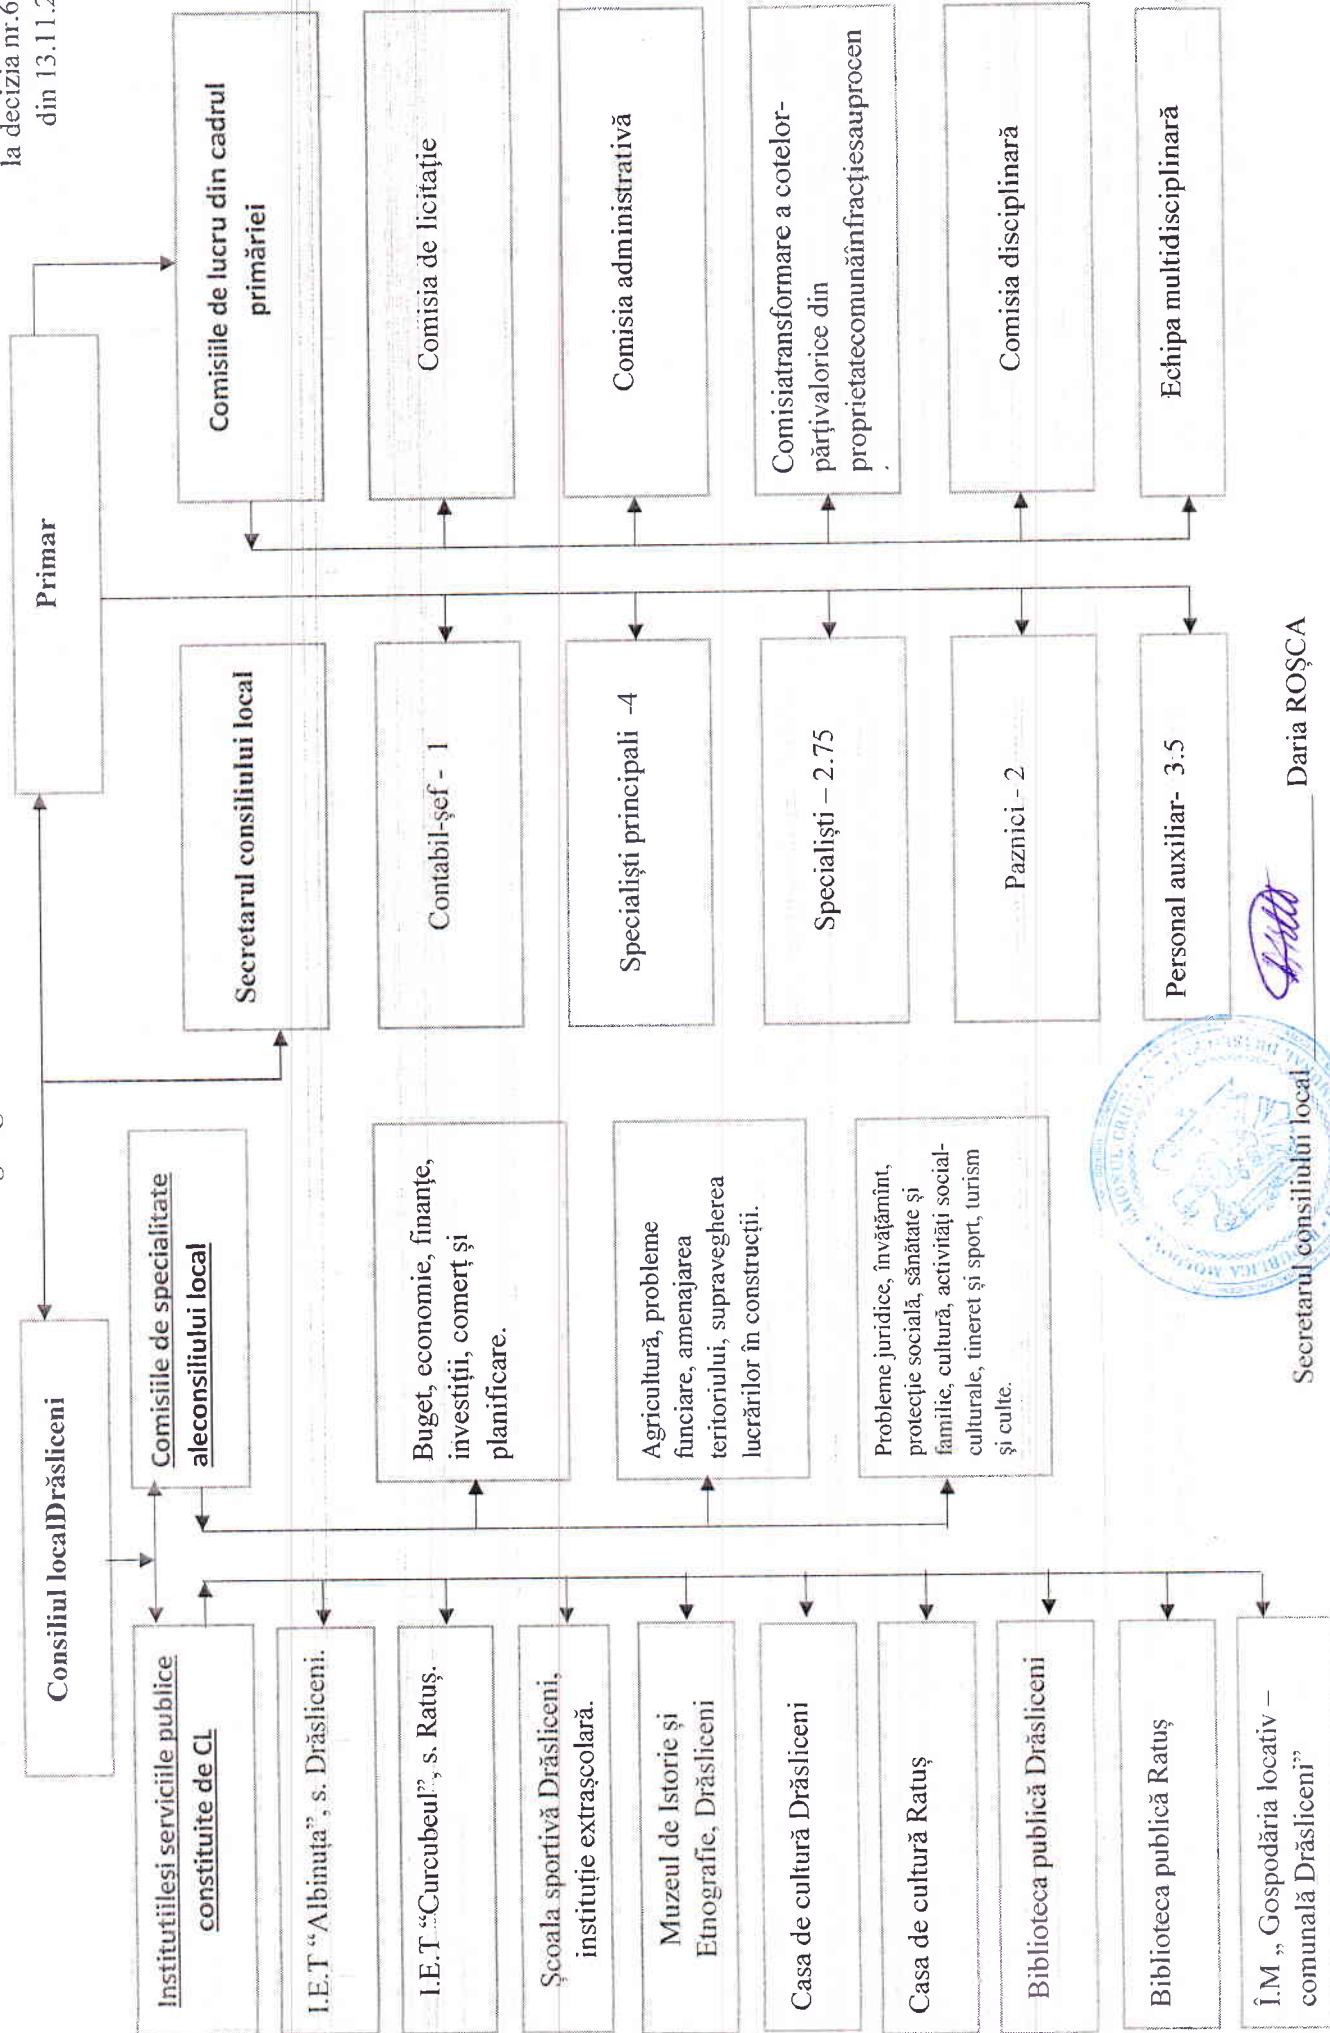 la decizia nr.6
din 13.11.2
Consiliul localDrăsliceni
Primar
Instituțileși serviciile publice
constituite de CL
I.E.T “Albinuța”, s. Drăsliceni.
I.E.T “Curcubeul”, s. Ratuș.
Școala sportivă Drăsliceni,
instituție extrașcolară.
Muzeul de Istorie și
Etnografie, Drăsliceni
Casa de cultură Drăsliceni
Casa de cultură Ratuș
Biblioteca publică Drăsliceni
Biblioteca publică Ratuș
Î.M „ Gospodăria locativ –
comunală Drăsliceni”
Comisiile de specialitate
aleconsiliului local
Buget, economie, finanțe,
investiții, comerț și
planificare.
Agricultură, probleme
funciare, amenajarea
teritoriului, supravegherea
lucrărilor în construcții.
Probleme juridice, învățămînt,
protecție socială, sănătate și
familie, cultură, activități social-
culturale, tineret și sport, turism
și culte.
Secretarul consiliului local
Contabil-șef - 1
Specialiști principali -4
Specialiști – 2.75
Paznici - 2
Personal auxiliar- 3.5
Comisiile de lucru din cadrul
primăriei
Comisia de licitație
Comisia administrativă
Comisiatransformare a cotelor-
părțivalorice din
proprietatecomunăînfracțiesauprocen
.
Comisia disciplinară
Echipa multidisciplinară
Secretarul consiliului local Daria ROȘCA